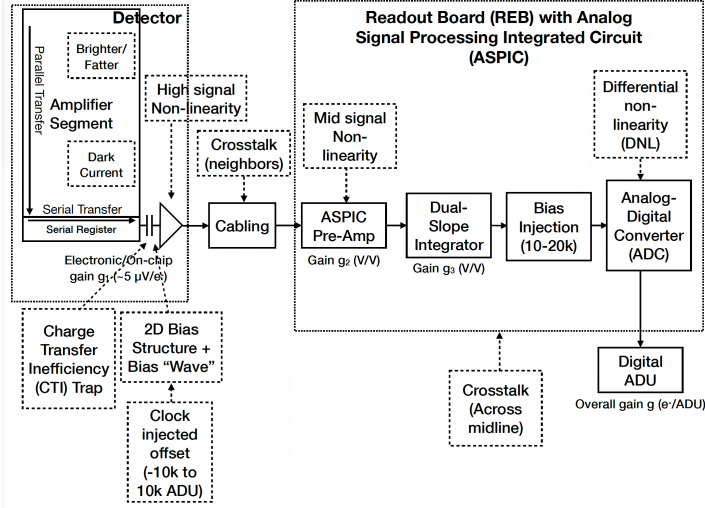 Detector
Parallel Transfer
Brighter/
Fatter
Amplifier
Segment
Dark
Current
Serial Transfer
Serial Register
Electronic/On-chip
gain g₁ (~5 µV/e-)
High signal
Non-linearity
Crosstalk
(neighbors)
Cabling
Charge
Transfer
Inefficiency
(CTI) Trap
2D Bias
Structure +
Bias “Wave”
Clock
injected
offset
(-10k to
10k ADU)
Readout Board (REB) with Analog
Signal Processing Integrated Circuit
(ASPIC)
Mid signal
Non-
linearity
ASPIC
Pre-Amp
Gain g₂ (V/V)
Dual-
Slope
Integrator
Gain g₃ (V/V)
Bias
Injection
(10-20k)
Differential
non-
linearity
(DNL)
Analog-
Digital
Converter
(ADC)
Crosstalk
(Across
midline)
Digital
ADU
Overall gain g (e-/ADU)